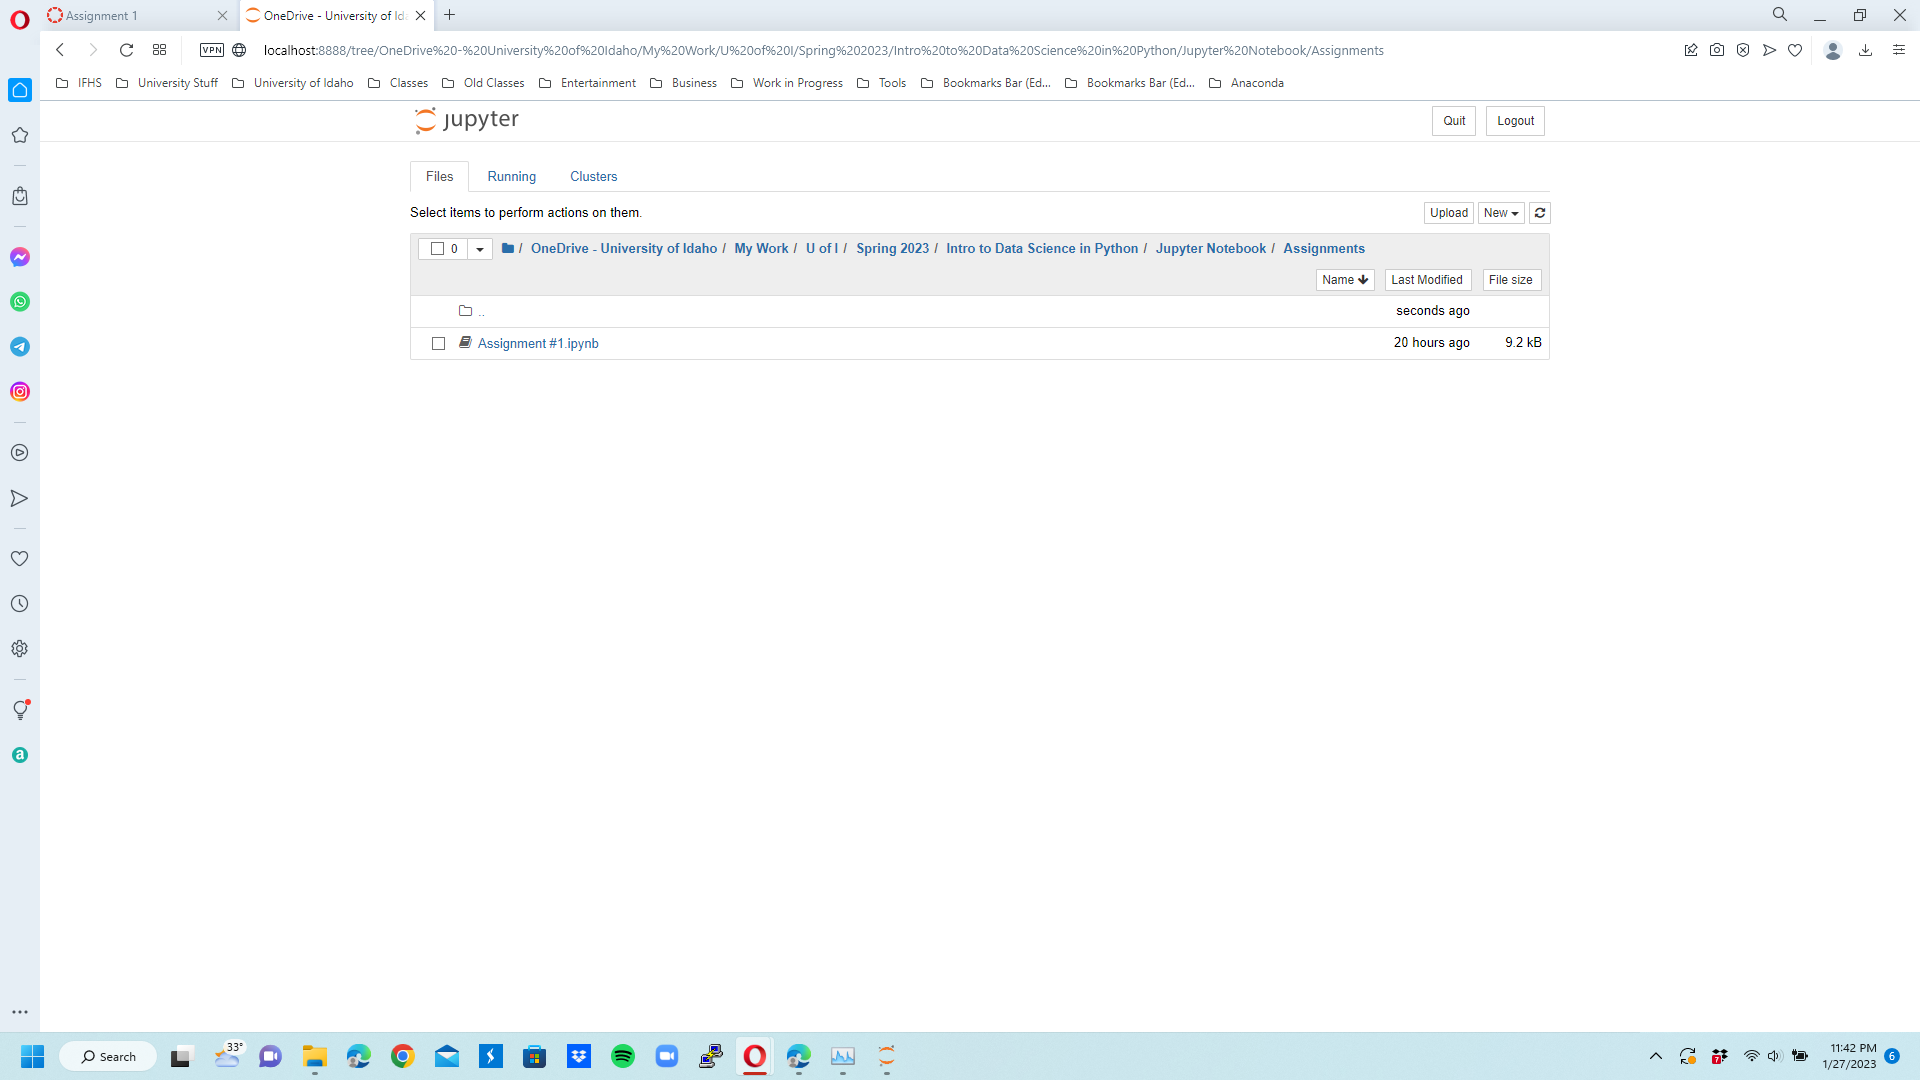 Assignment 1
OneDrive - University of Ida
VPN
localhost:8888/tree/OneDrive%20-%20University%20of%20Idaho/My%20Work/U%20of%20I/Spring%202023/Intro%20to%20Data%20Science%20in%20Python/Jupyter%20Notebook/Assignments
IFHS University Stuff University of Idaho Classes Old Classes Entertainment Business Work in Progress Tools Bookmarks Bar (Ed... Bookmarks Bar (Ed... Anaconda
jupyter
Quit Logout
Files Running Clusters
Select items to perform actions on them.
Upload New
0 / OneDrive - University of Idaho / My Work / U of I / Spring 2023 / Intro to Data Science in Python / Jupyter Notebook / Assignments
Name Last Modified File size
.. seconds ago
Assignment #1.ipynb 20 hours ago 9.2 kB
a
Search
33°
7
11:42 PM
1/27/2023
6